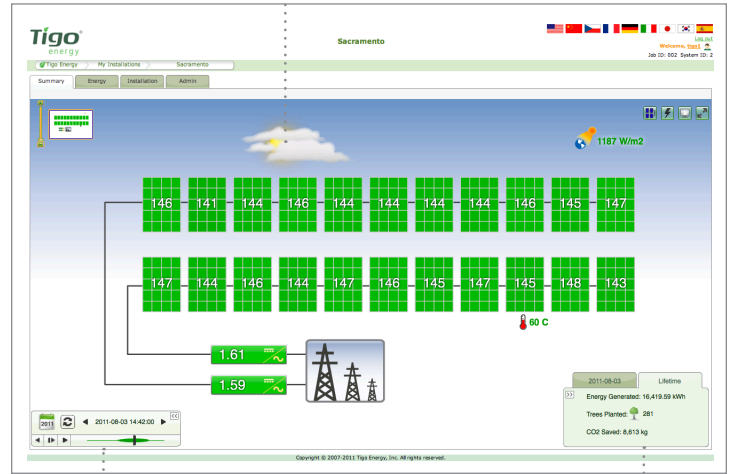 Tigo®
energy
Sacramento
Log out
Welcome, tigo1
Job ID: 002 System ID: 2
Tigo Energy My Installations Sacramento
Summary Energy Installation Admin
1187 W/m2
146 141 144 146 144 144 144 146 145 147
147 144 146 144 147 146 145 147 145 148 143
60 C
1.61
1.59
2011-08-03 Lifetime
>>
Energy Generated: 16,419.59 kWh
Trees Planted: 281
CO2 Saved: 8,613 kg
<<
2011
2011-08-03 14:42:00
Copyright © 2007-2011 Tigo Energy, Inc. All rights reserved.